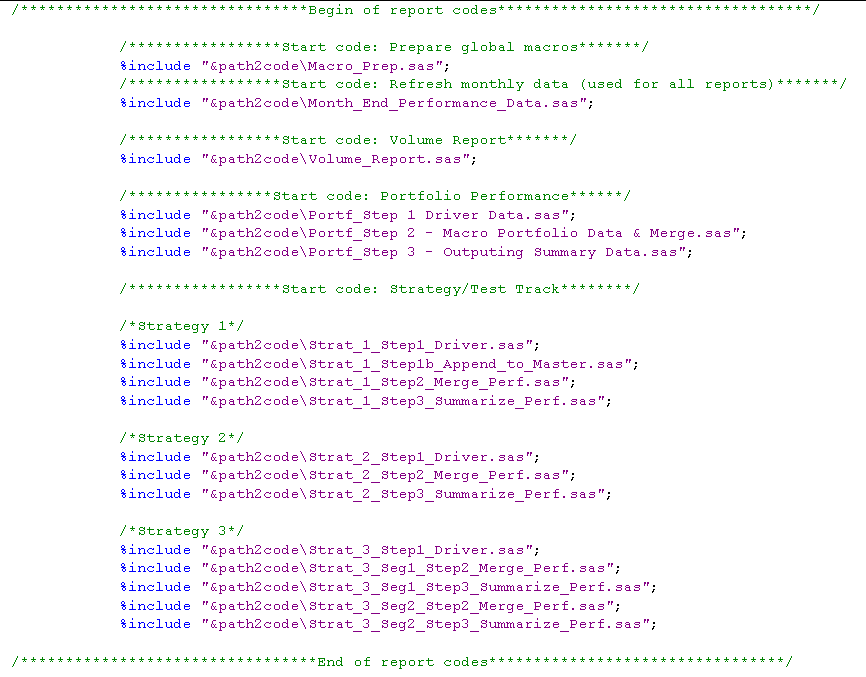 /********************************Begin of report codes***********************************/
/*****************Start code: Prepare global macros*******/
%include "&path2code\Macro_Prep.sas";
/*****************Start code: Refresh monthly data (used for all reports)*******/
%include "&path2code\Month_End_Performance_Data.sas";
/*****************Start code: Volume Report*******/
%include "&path2code\Volume_Report.sas";
/****************Start code: Portfolio Performance******/
%include "&path2code\Portf_Step 1 Driver Data.sas";
%include "&path2code\Portf_Step 2 - Macro Portfolio Data & Merge.sas";
%include "&path2code\Portf_Step 3 - Outputing Summary Data.sas";
/*****************Start code: Strategy/Test Track********/
/*Strategy 1*/
%include "&path2code\Strat_1_Step1_Driver.sas";
%include "&path2code\Strat_1_Step1b_Append_to_Master.sas";
%include "&path2code\Strat_1_Step2_Merge_Perf.sas";
%include "&path2code\Strat_1_Step3_Summarize_Perf.sas";
/*Strategy 2*/
%include "&path2code\Strat_2_Step1_Driver.sas";
%include "&path2code\Strat_2_Step2_Merge_Perf.sas";
%include "&path2code\Strat_2_Step3_Summarize_Perf.sas";
/*Strategy 3*/
%include "&path2code\Strat_3_Step1_Driver.sas";
%include "&path2code\Strat_3_Seg1_Step2_Merge_Perf.sas";
%include "&path2code\Strat_3_Seg1_Step3_Summarize_Perf.sas";
%include "&path2code\Strat_3_Seg2_Step2_Merge_Perf.sas";
%include "&path2code\Strat_3_Seg2_Step3_Summarize_Perf.sas";
/*********************************End of report codes*********************************/